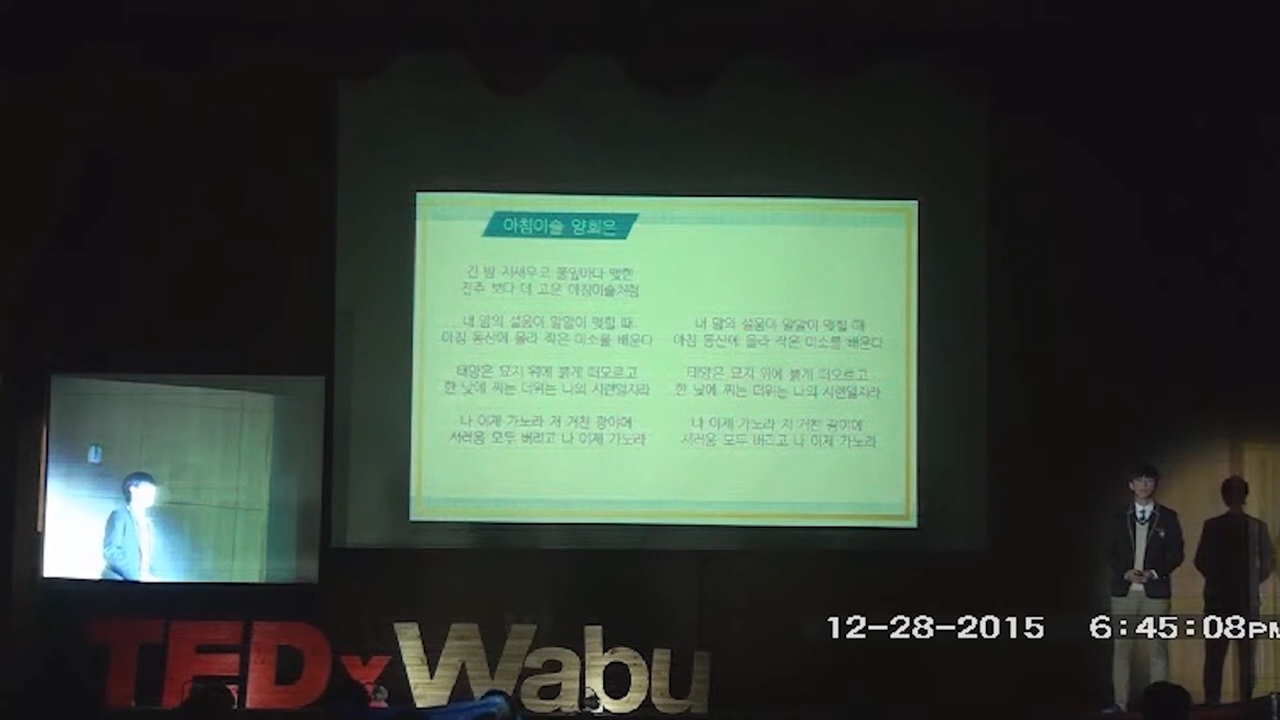 아침이슬 양희은
긴 밤 지새우고 풀잎마다 맺힌
진주 보다 더 고운 아침이슬처럼
내 맘의 설움이 알알이 맺힐 때
아침 동산에 올라 작은 미소를 배운다
태양은 묘지 위에 붉게 떠오르고
한 낮에 찌는 더위는 나의 시련일지라
나 이제 가노라 저 거친 광야에
서러움 모두 버리고 나 이제 가노라
내 맘의 설움이 알알이 맺힐 때
아침 동산에 올라 작은 미소를 배운다
태양은 묘지 위에 붉게 떠오르고
한 낮에 찌는 더위는 나의 시련일지라
나 이제 가노라 저 거친 광야에
서러움 모두 버리고 나 이제 가노라
TEDxWabu
12-28-2015 6:45:08PM